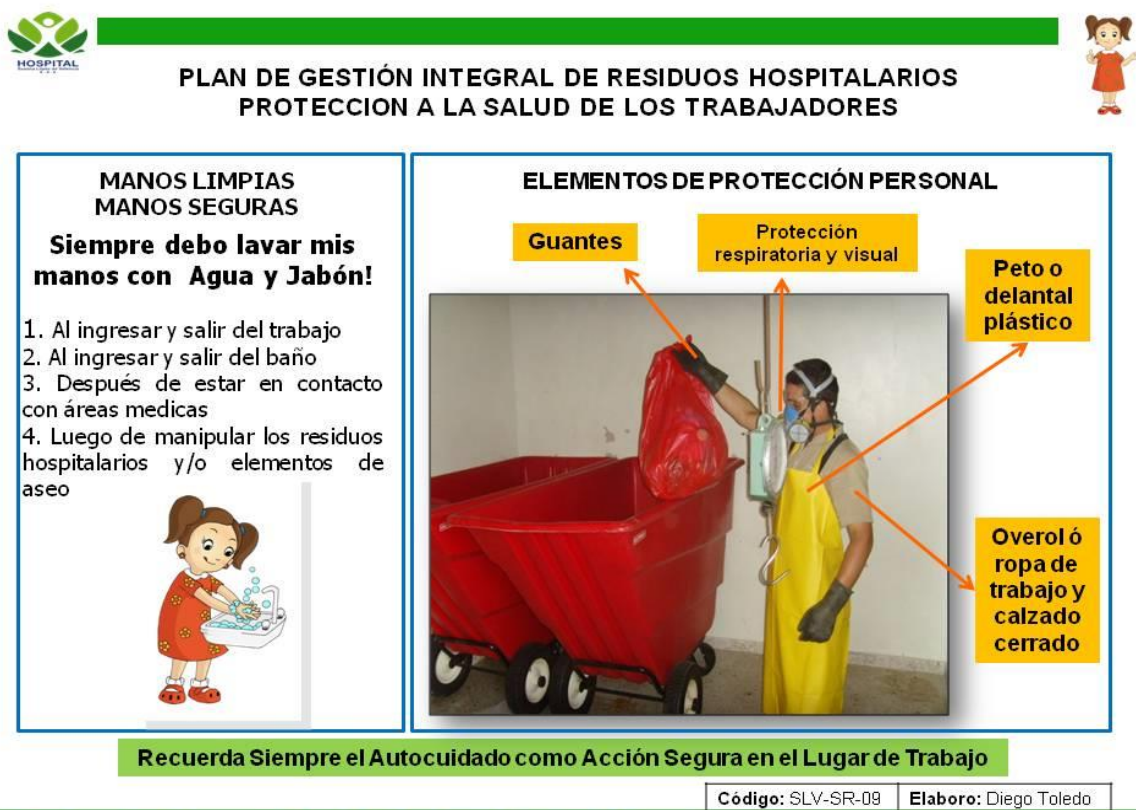 HOSPITAL
PLAN DE GESTIÓN INTEGRAL DE RESIDUOS HOSPITALARIOS
PROTECCION A LA SALUD DE LOS TRABAJADORES
MANOS LIMPIAS
MANOS SEGURAS
Siempre debo lavar mis
manos con Agua y Jabón!
1. Al ingresar y salir del trabajo
2. Al ingresar y salir del baño
3. Después de estar en contacto
con áreas medicas
4. Luego de manipular los residuos
hospitalarios y/o elementos de
aseo
ELEMENTOS DE PROTECCIÓN PERSONAL
Guantes
Protección
respiratoria y visual
Peto o
delantal
plástico
Overol ó
ropa de
trabajo y
calzado
cerrado
Recuerda Siempre el Autocuidado como Acción Segura en el Lugar de Trabajo
Código: SLV-SR-09
Elaboro: Diego Toledo